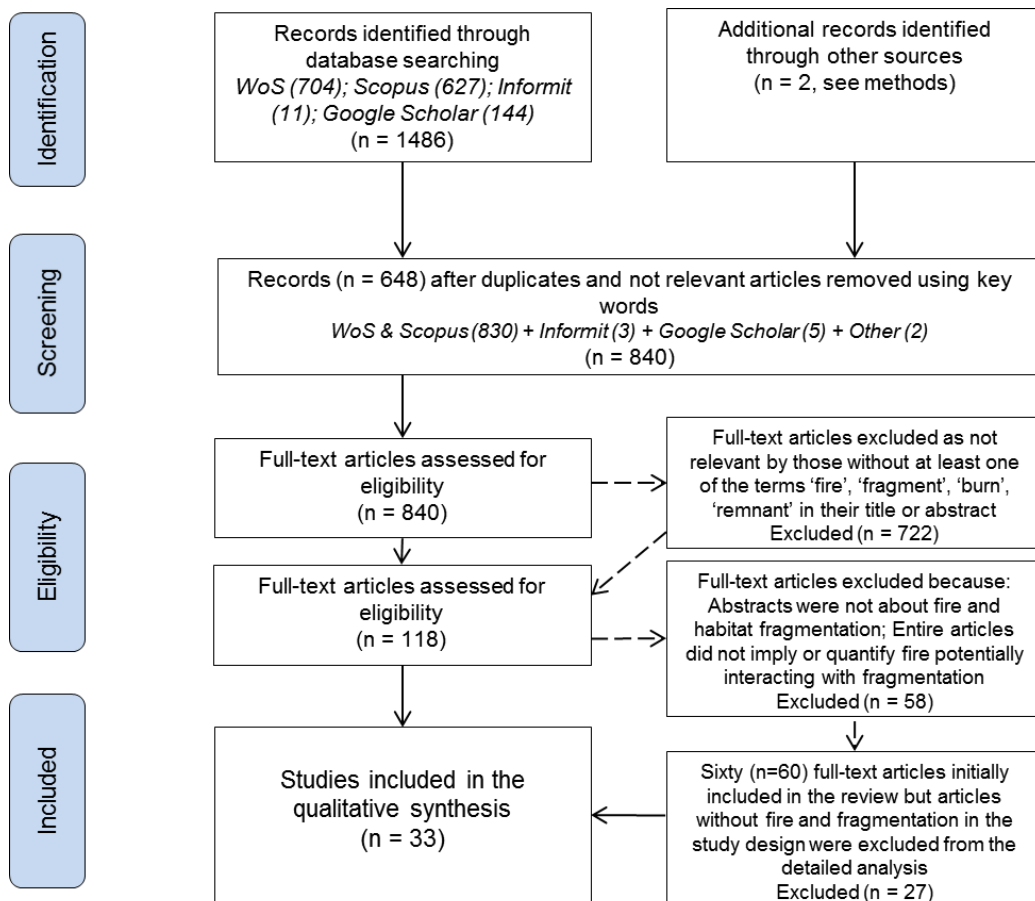 Identification
Records identified through
database searching
WoS (704); Scopus (627); Informit
(11); Google Scholar (144)
(n = 1486)
Additional records identified
through other sources
(n = 2, see methods)
Screening
Records (n = 648) after duplicates and not relevant articles removed using key
words
WoS & Scopus (830) + Informit (3) + Google Scholar (5) + Other (2)
(n = 840)
Eligibility
Full-text articles assessed for
eligibility
(n = 840)
Full-text articles excluded as not
relevant by those without at least one
of the terms ‘fire’, ‘fragment’, ‘burn’,
‘remnant’ in their title or abstract
Excluded (n = 722)
Full-text articles assessed for
eligibility
(n = 118)
Full-text articles excluded because:
Abstracts were not about fire and
habitat fragmentation; Entire articles
did not imply or quantify fire potentially
interacting with fragmentation
Excluded (n = 58)
Included
Studies included in the
qualitative synthesis
(n = 33)
Sixty (n=60) full-text articles initially
included in the review but articles
without fire and fragmentation in the
study design were excluded from the
detailed analysis
Excluded (n = 27)